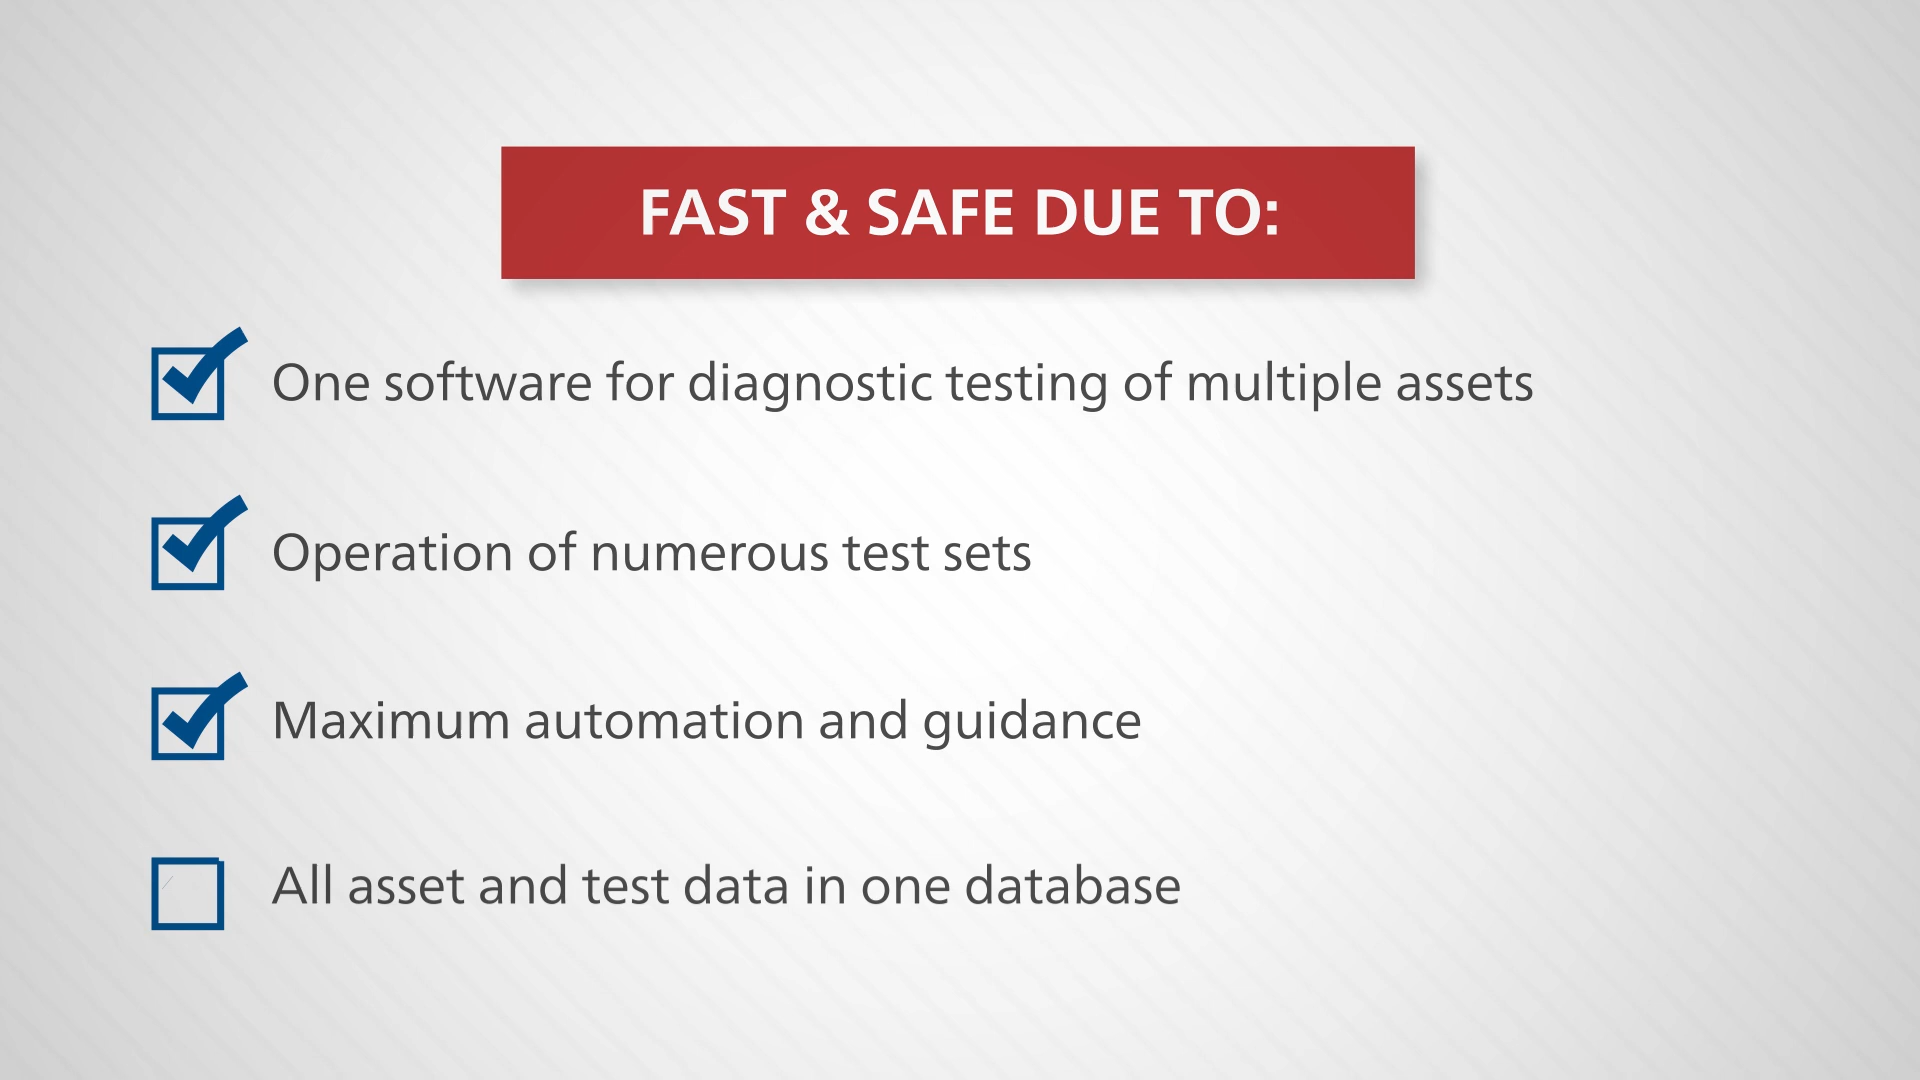 FAST & SAFE DUE TO:
One software for diagnostic testing of multiple assets
Operation of numerous test sets
Maximum automation and guidance
All asset and test data in one database